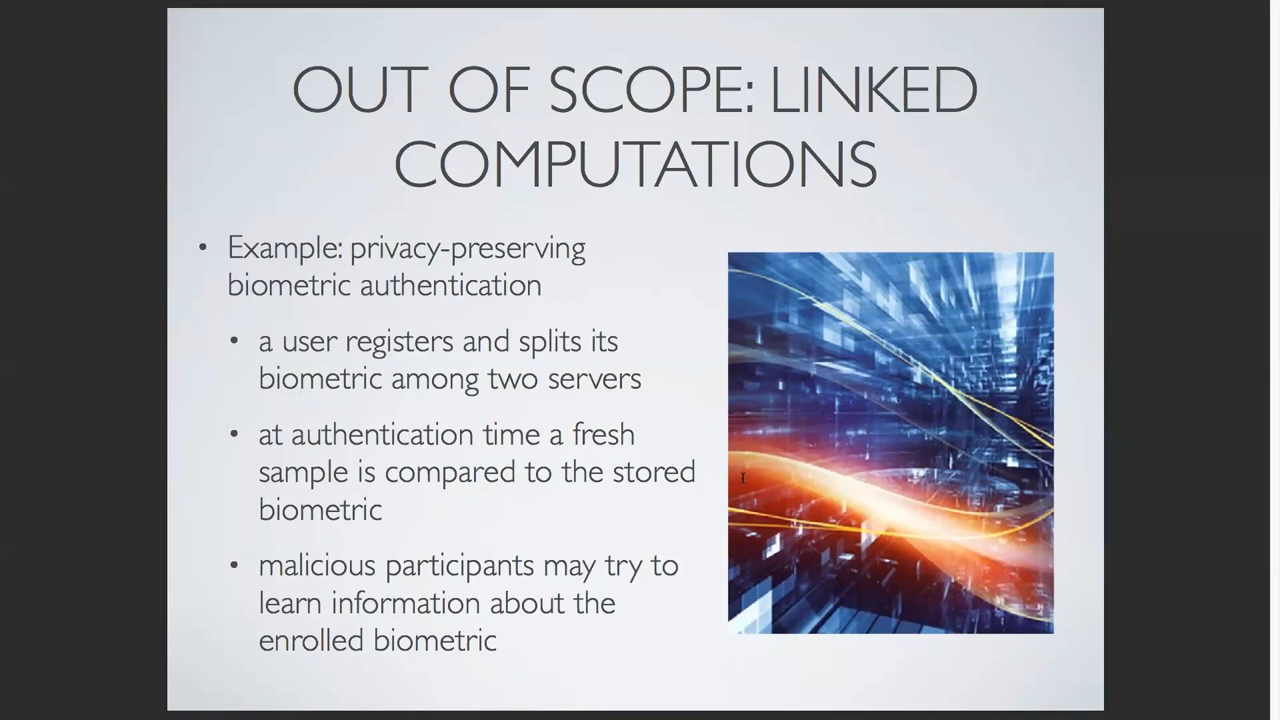 OUT OF SCOPE: LINKED
COMPUTATIONS
• Example: privacy-preserving
biometric authentication
• a user registers and splits its
biometric among two servers
• at authentication time a fresh
sample is compared to the stored
biometric
• malicious participants may try to
learn information about the
enrolled biometric